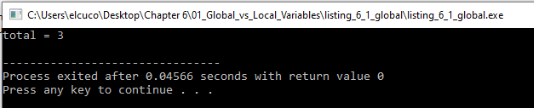 C:\Users\elcuco\Desktop\Chapter 6\01_Global_vs_Local_Variables\listing_6_1_global\listing_6_1_global.exe
total = 3
--------------------------------
Process exited after 0.04566 seconds with return value 0
Press any key to continue . . .